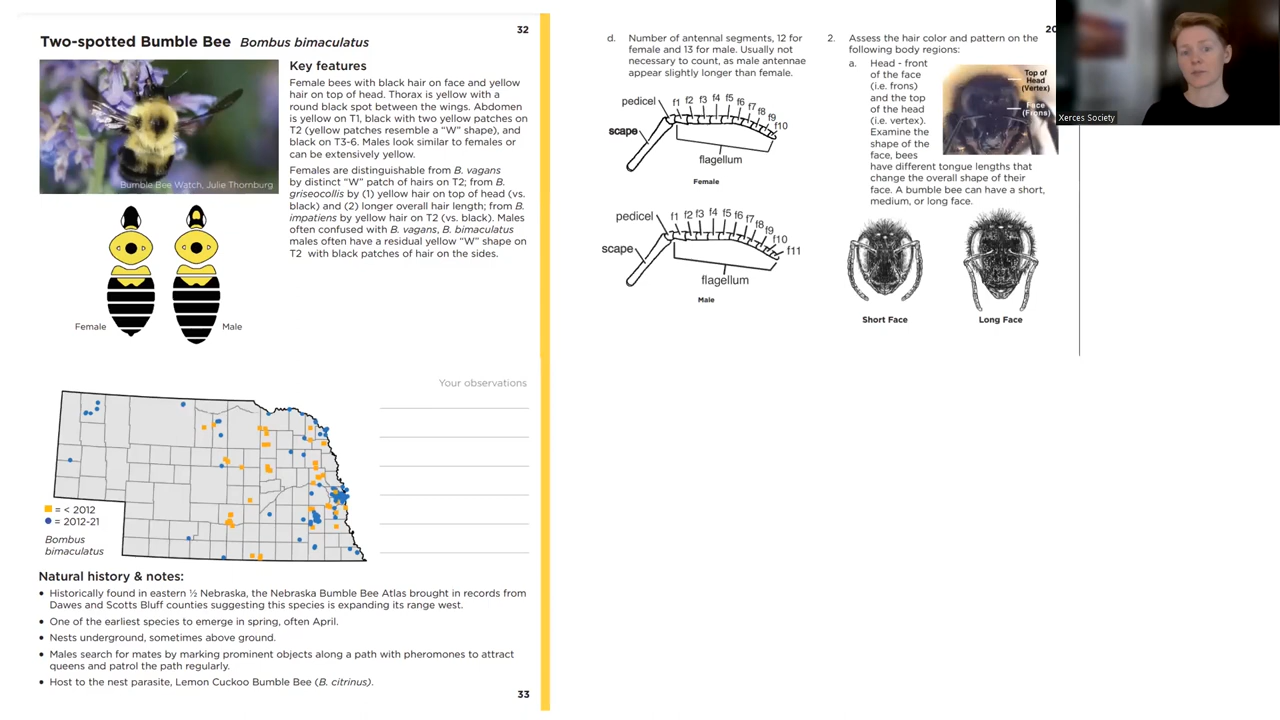 32
Two-spotted Bumble Bee Bombus bimaculatus
Bumble Bee Watch, Julie Thornburg
Female
Male
Key features
Female bees with black hair on face and yellow
hair on top of head. Thorax is yellow with a
round black spot between the wings. Abdomen
is yellow on T1, black with two yellow patches on
T2 (yellow patches resemble a “W” shape), and
black on T3-6. Males look similar to females or
can be extensively yellow.
Females are distinguishable from B. vagans
by distinct “W” patch of hairs on T2; from B.
griseocollis by (1) yellow hair on top of head (vs.
black) and (2) longer overall hair length; from B.
impatiens by yellow hair on T2 (vs. black). Males
often confused with B. vagans, B. bimaculatus
males often have a residual yellow “W” shape on
T2 with black patches of hair on the sides.
Your observations
= < 2012
= 2012-21
Bombus
bimaculatus
Natural history & notes:
• Historically found in eastern ½ Nebraska, the Nebraska Bumble Bee Atlas brought in records from
Dawes and Scotts Bluff counties suggesting this species is expanding its range west.
• One of the earliest species to emerge in spring, often April.
• Nests underground, sometimes above ground.
• Males search for mates by marking prominent objects along a path with pheromones to attract
queens and patrol the path regularly.
• Host to the nest parasite, Lemon Cuckoo Bumble Bee (B. citrinus).
33
d. Number of antennal segments, 12 for
female and 13 for male. Usually not
necessary to count, as male antennae
appear slightly longer than female.
pedicel f1 f2 f3 f4 f5 f6 f7 f8 f9 f10
scape
flagellum
Female
pedicel f1 f2 f3 f4 f5 f6 f7 f8 f9 f10 f11
scape
flagellum
Male
20
2. Assess the hair color and pattern on the
following body regions:
a. Head - front
of the face
(i.e. frons)
and the top
of the head
(i.e. vertex).
Examine the
shape of the
face, bees
have different tongue lengths that
change the overall shape of their
face. A bumble bee can have a short,
medium, or long face.
Top of
Head
(Vertex)
Face
(Frons)
Short Face
Long Face
Xerces Society